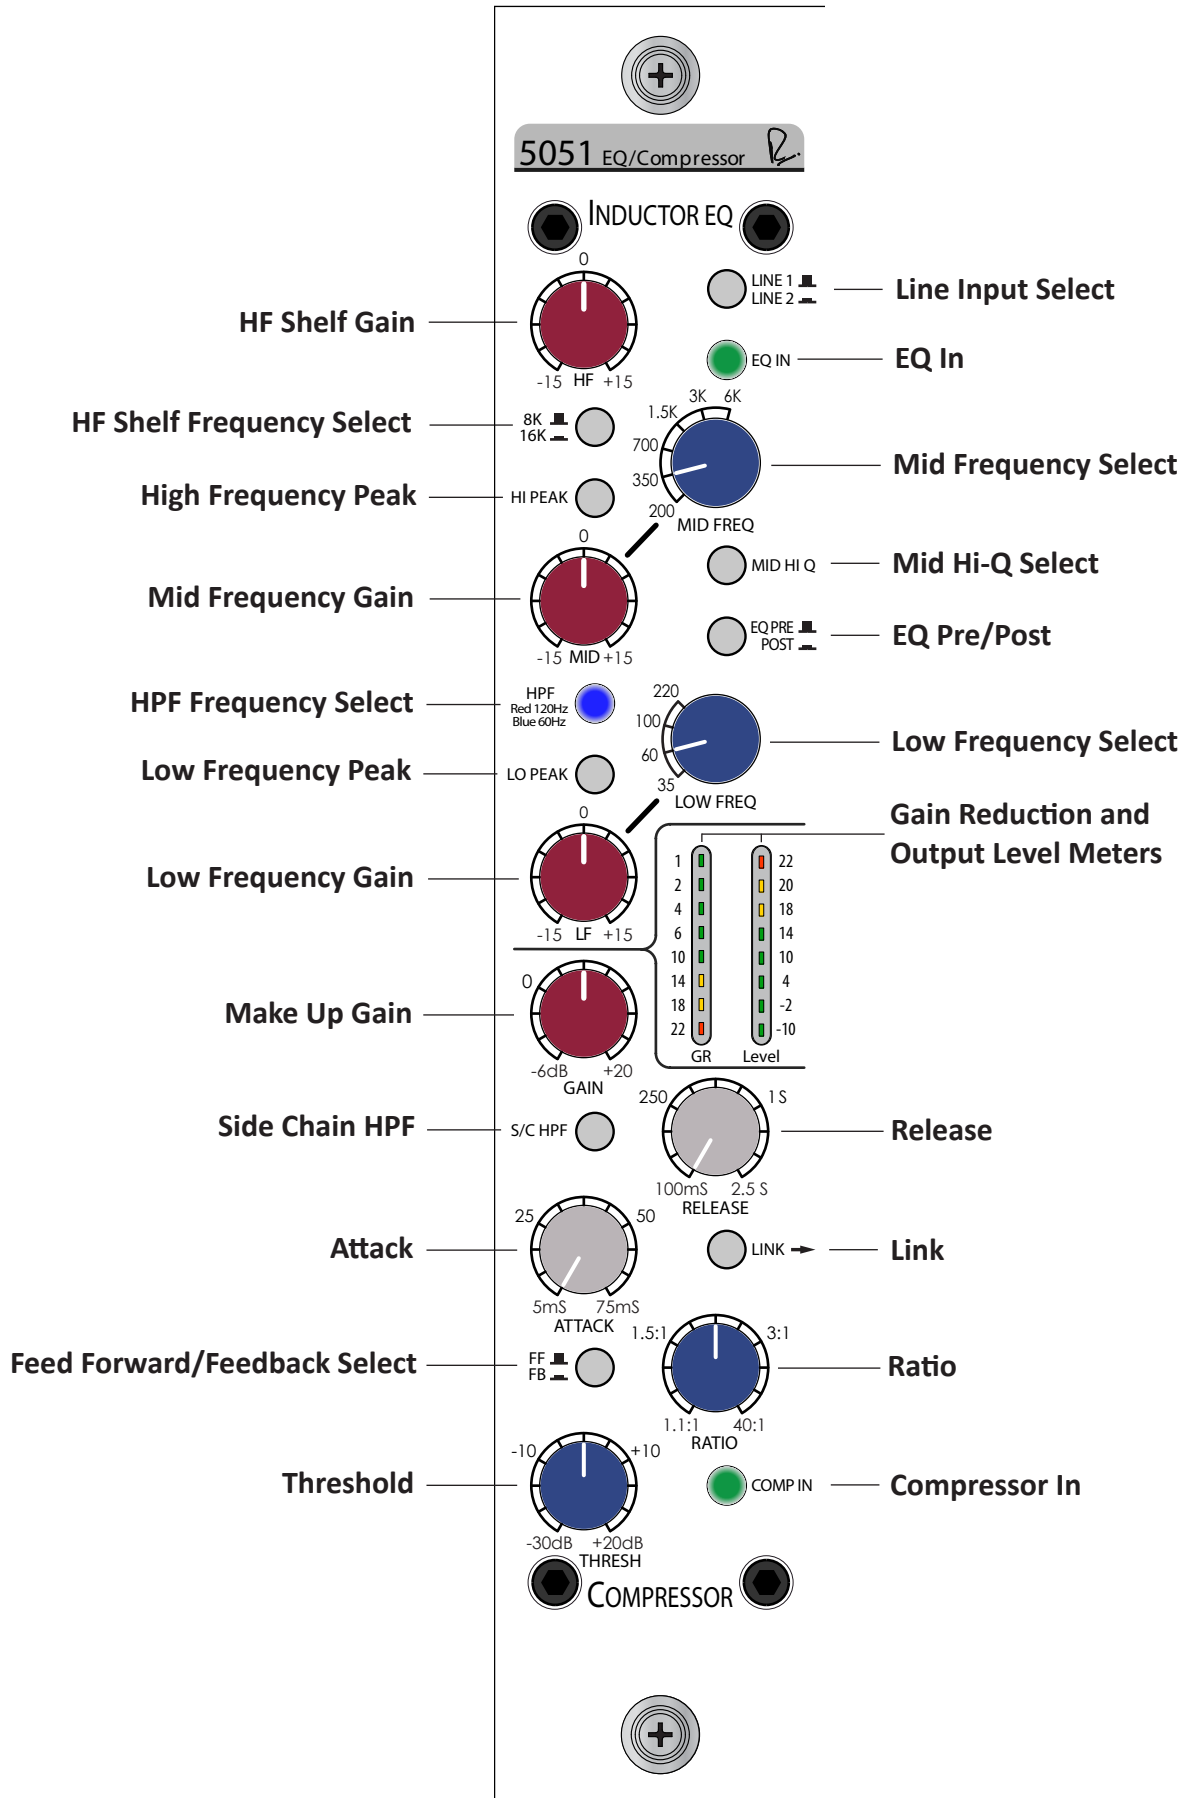 5051 EQ/Compressor
INDUCTOR EQ
0
LINE 1
LINE 2
Line Input Select
HF Shelf Gain
EQ IN
EQ In
-15 HF +15
HF Shelf Frequency Select
8K
16K
3K 6K
1.5K
700
350
200
MID FREQ
Mid Frequency Select
High Frequency Peak
HI PEAK
0
MID HI Q
Mid Hi-Q Select
Mid Frequency Gain
-15 MID +15
EQ PRE
POST
EQ Pre/Post
HPF Frequency Select
HPF
Red 120Hz
Blue 60Hz
220
100
60
35
LOW FREQ
Low Frequency Select
Low Frequency Peak
LO PEAK
0
Low Frequency Gain
-15 LF +15
Gain Reduction and
Output Level Meters
1 22
2 20
4 18
6 14
10 10
14 4
18 -2
22 -10
GR Level
Make Up Gain
0
-6dB +20
GAIN
Side Chain HPF
S/C HPF
250 1 S
100mS 2.5 S
RELEASE
Release
Attack
25 50
5mS 75mS
ATTACK
LINK
Link
Feed Forward/Feedback Select
FF
FB
1.5:1 3:1
1.1:1 40:1
RATIO
Ratio
Threshold
-10 +10
-30dB +20dB
THRESH
COMP IN
Compressor In
COMPRESSOR